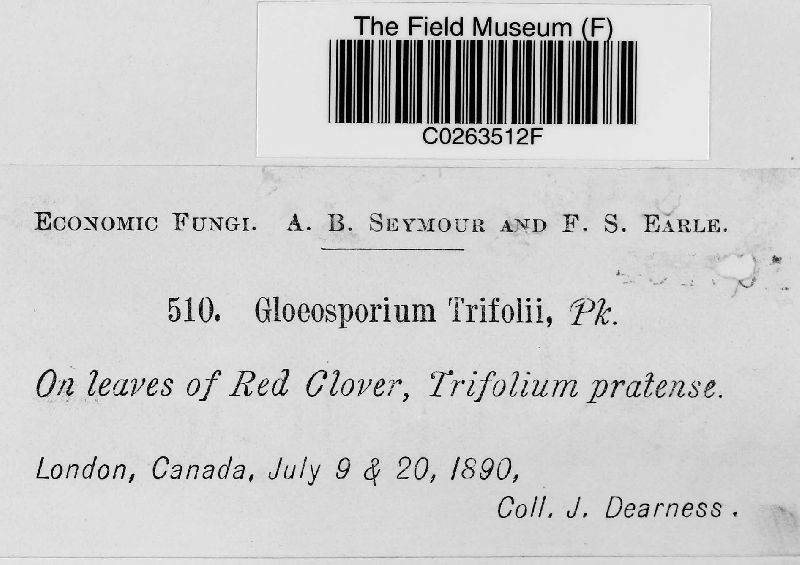 The Field Museum (F)
C0263512F
Economic Fungi. A. B. Seymour and F. S. Earle.
510. Gloeosporium Trifolii, Pk.
On leaves of Red Clover, Trifolium pratense.
London, Canada, July 9 & 20, 1890,
Coll. J. Dearness.